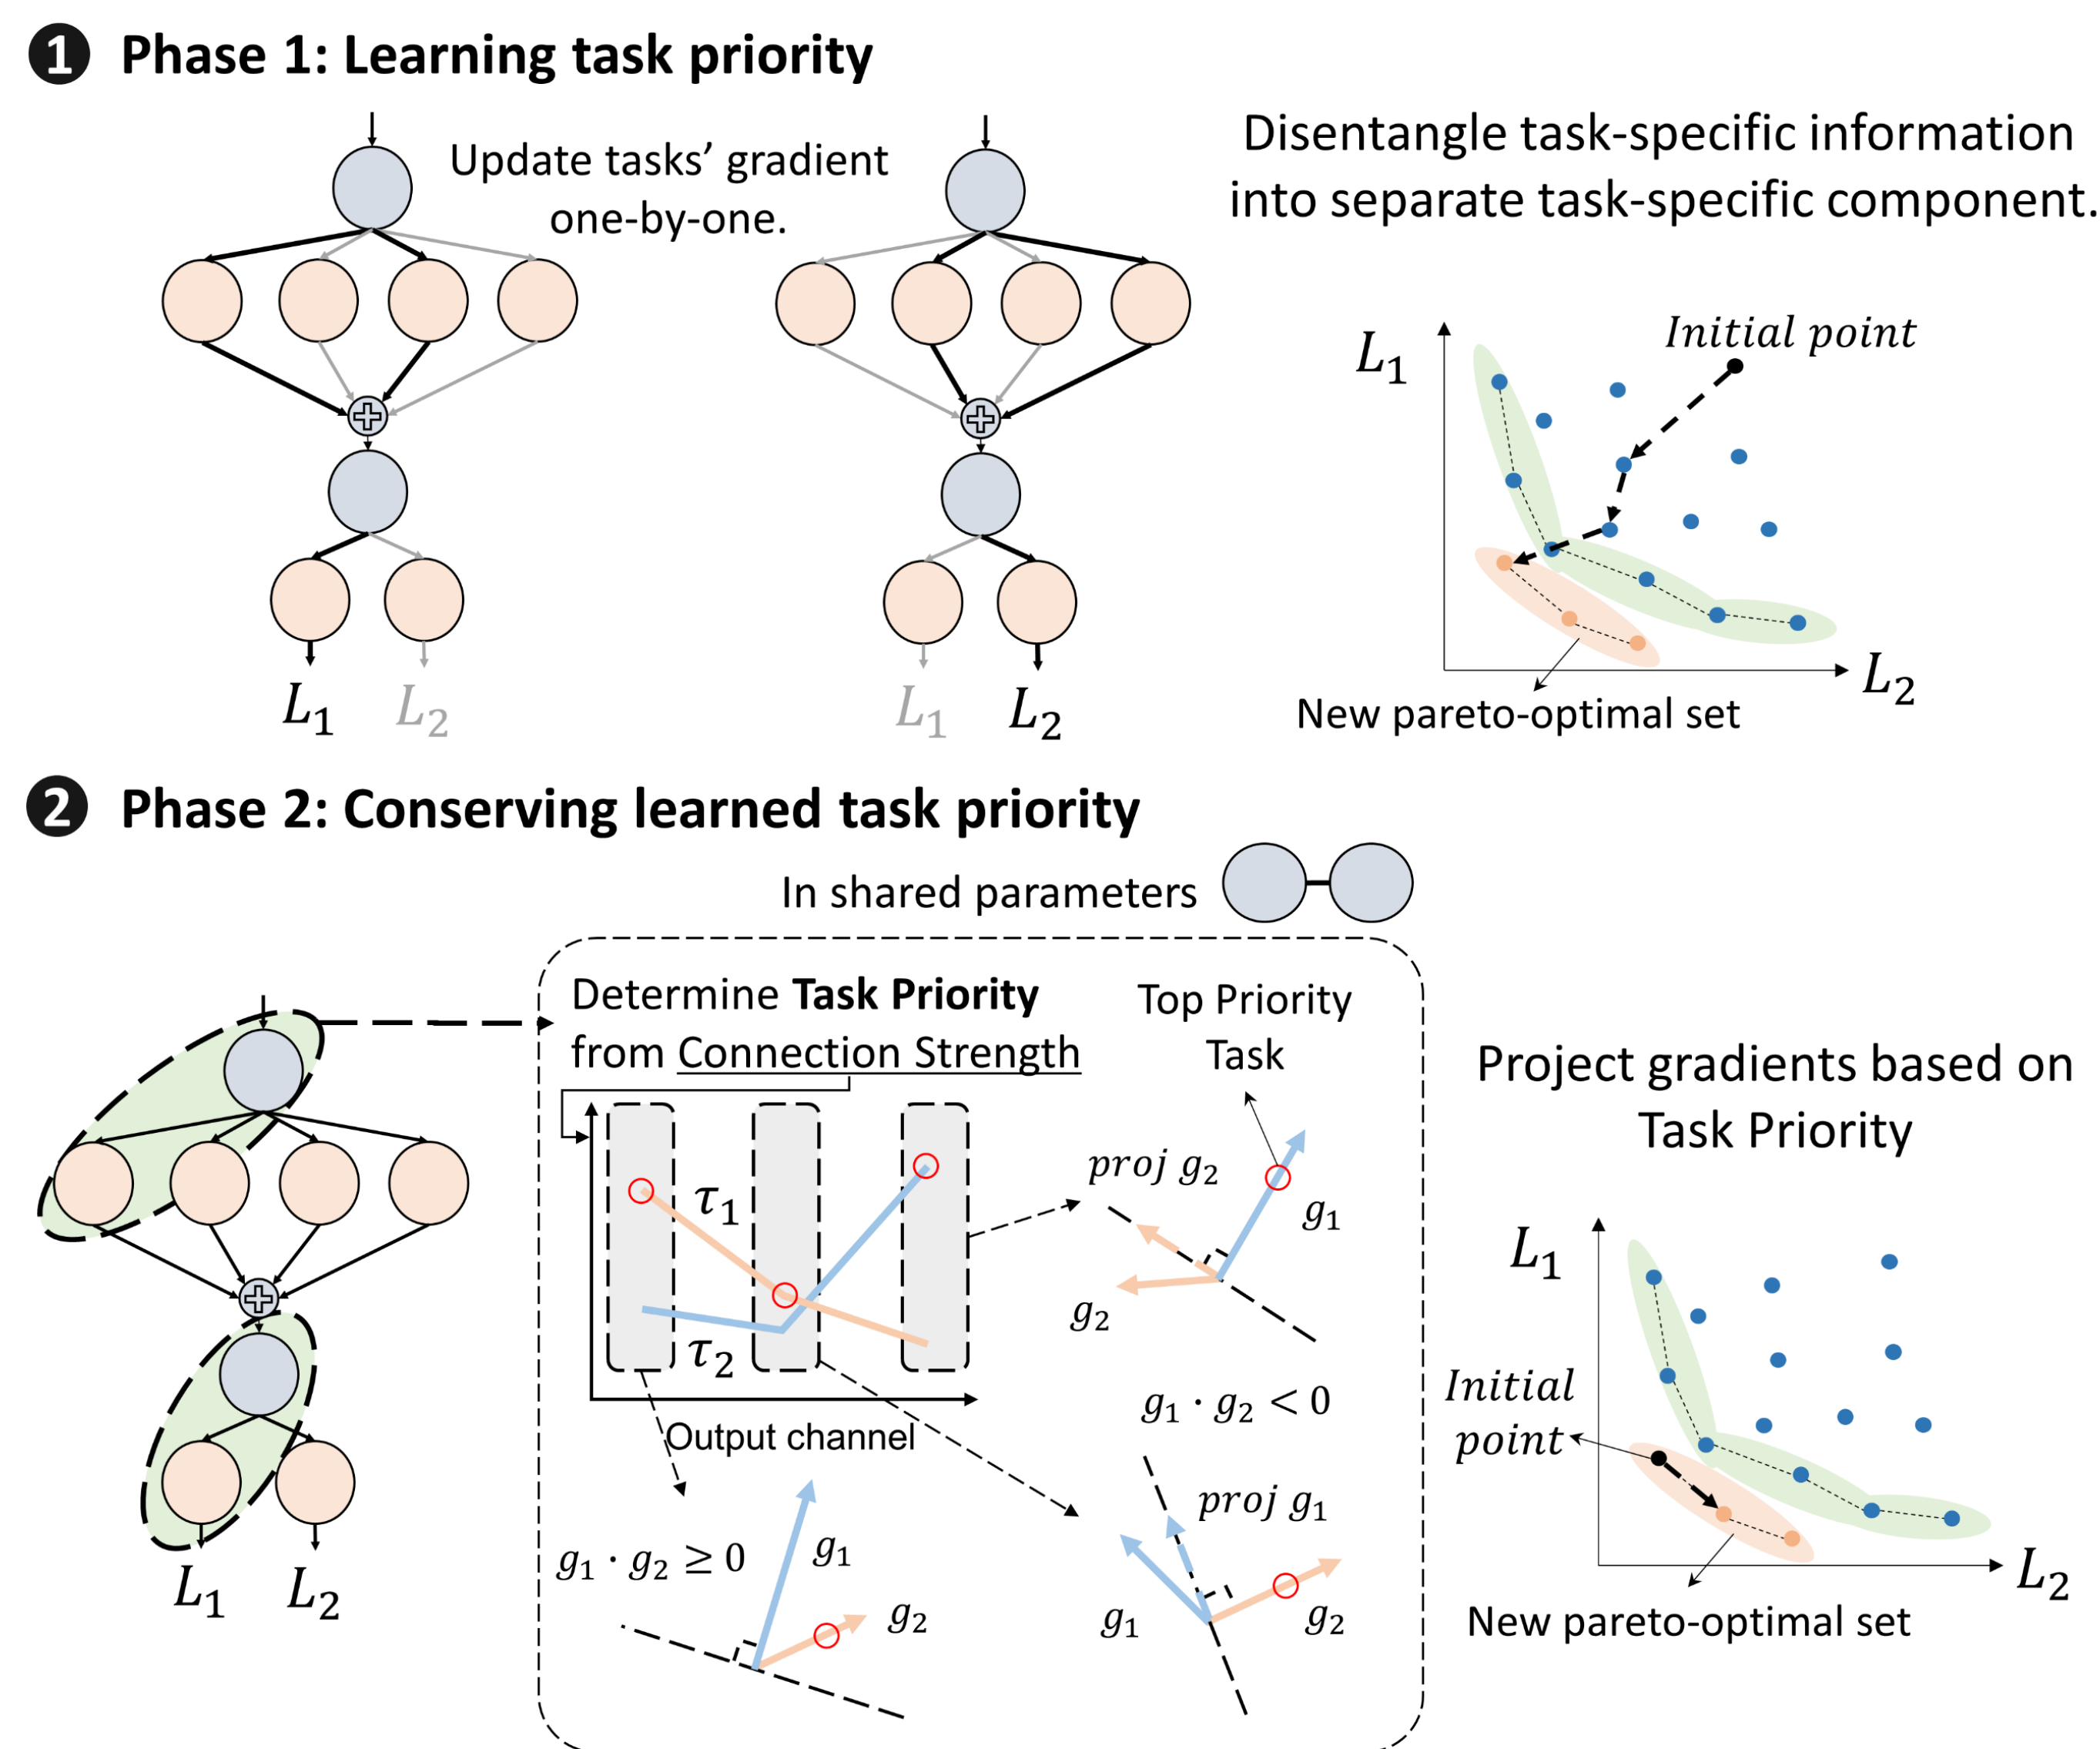 1 Phase 1: Learning task priority
Update tasks’ gradient
one-by-one.
L₁
L₂
L₁
L₂
Disentangle task-specific information
into separate task-specific component.
L₁
Initial point
L₂
New pareto-optimal set
2 Phase 2: Conserving learned task priority
In shared parameters
L₁
L₂
Determine Task Priority
from Connection Strength
τ₁
τ₂
Output channel
Top Priority
Task
proj g₂
g₁
g₂
g₁ · g₂ < 0
g₁ · g₂ ≥ 0
g₁
g₂
proj g₁
g₁
g₂
Project gradients based on
Task Priority
L₁
Initial
point
L₂
New pareto-optimal set